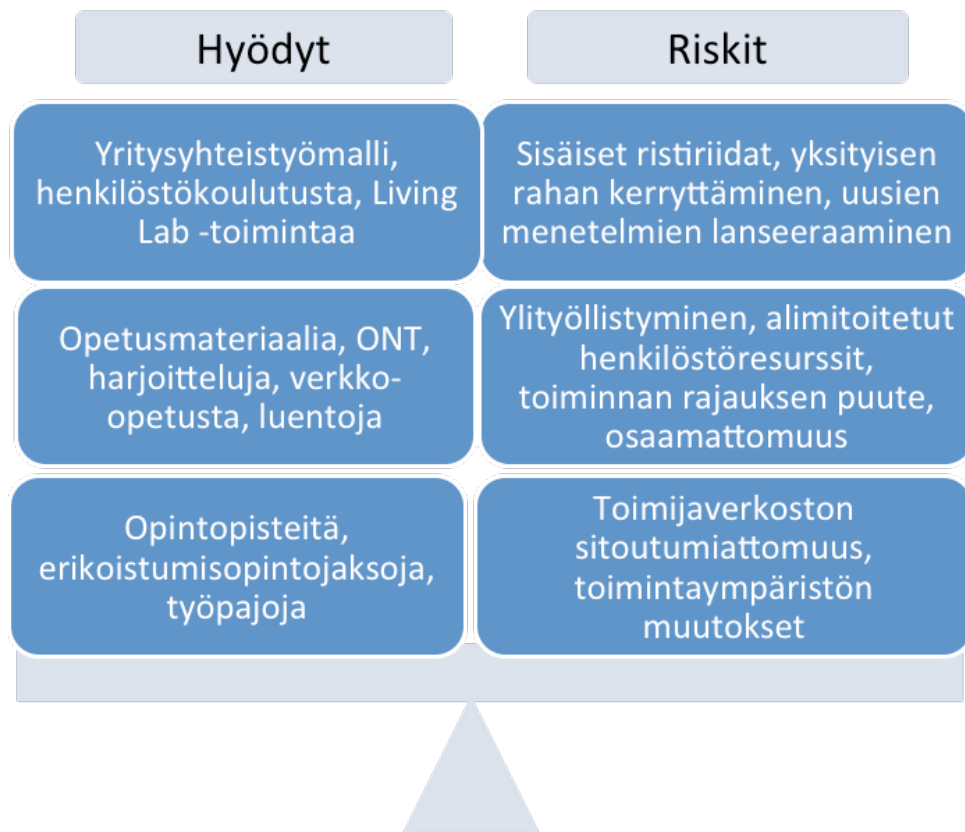 Hyödyt
Riskit
Yritysyhteistyömalli,
henkilöstökoulutusta, Living
Lab -toimintaa
Sisäiset ristiriidat, yksityisen
rahan kerryttäminen, uusien
menetelmien lanseeraaminen
Opetusmateriaalia, ONT,
harjoitteluja, verkko-
opetusta, luentoja
Ylityöllistyminen, alimitoitetut
henkilöstöresurssit,
toiminnan rajauksen puute,
osaamattomuus
Opintopisteitä,
erikoistumisopintojaksoja,
työpajoja
Toimijaverkoston
sitoutumiattomuus,
toimintaympäristön
muutokset